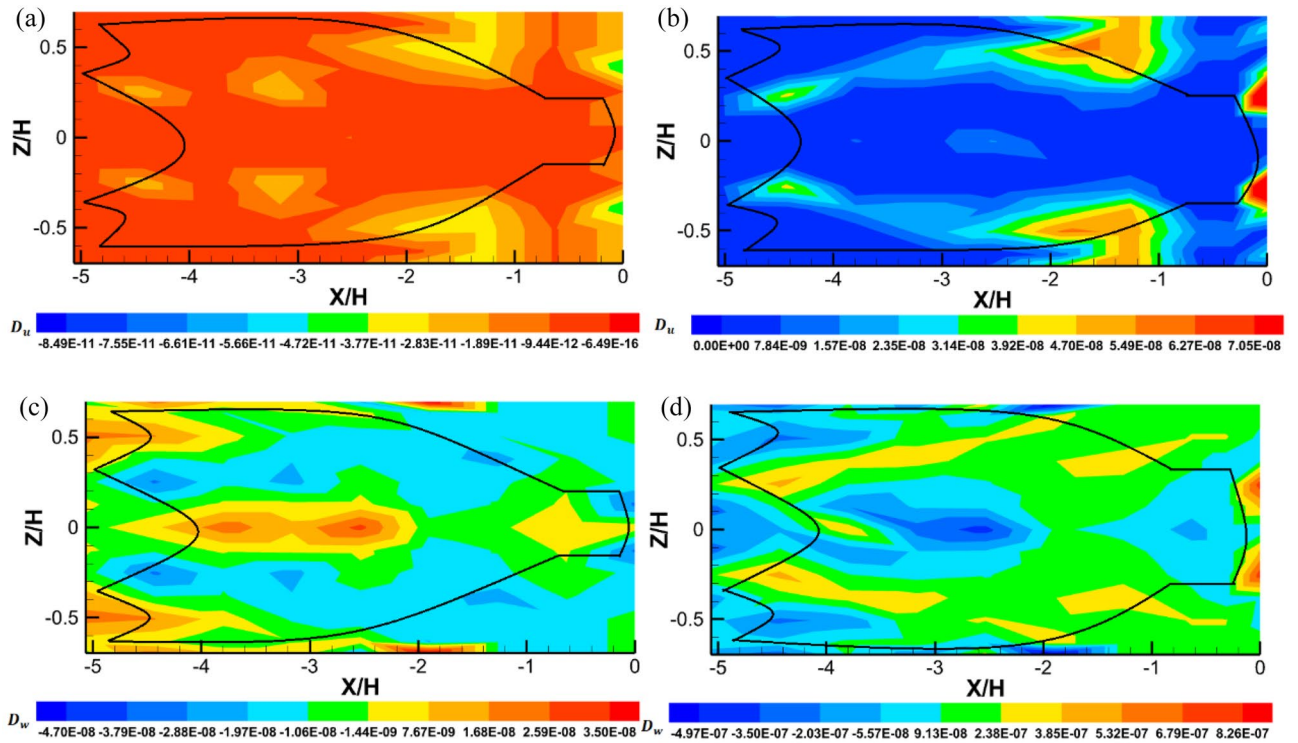 (a)
(b)
Z/H
0.5
0
-0.5
-5 -4 -3 -2 -1 0
X/H
Z/H
0.5
0
-0.5
-5 -4 -3 -2 -1 0
X/H
D_u
-8.49E-11 -7.55E-11 -6.61E-11 -5.66E-11 -4.72E-11 -3.77E-11 -2.83E-11 -1.89E-11 -9.44E-12 -6.49E-16
D_u
0.00E+00 7.84E-09 1.57E-08 2.35E-08 3.14E-08 3.92E-08 4.70E-08 5.49E-08 6.27E-08 7.05E-08
(c)
(d)
Z/H
0.5
0
-0.5
-5 -4 -3 -2 -1 0
X/H
Z/H
0.5
0
-0.5
-5 -4 -3 -2 -1 0
X/H
D_w
-4.70E-08 -3.79E-08 -2.88E-08 -1.97E-08 -1.06E-08 -1.44E-09 7.67E-09 1.68E-08 2.59E-08 3.50E-08
D_w
-4.97E-07 -3.50E-07 -2.03E-07 -5.57E-08 9.13E-08 2.38E-07 3.85E-07 5.32E-07 6.79E-07 8.26E-07